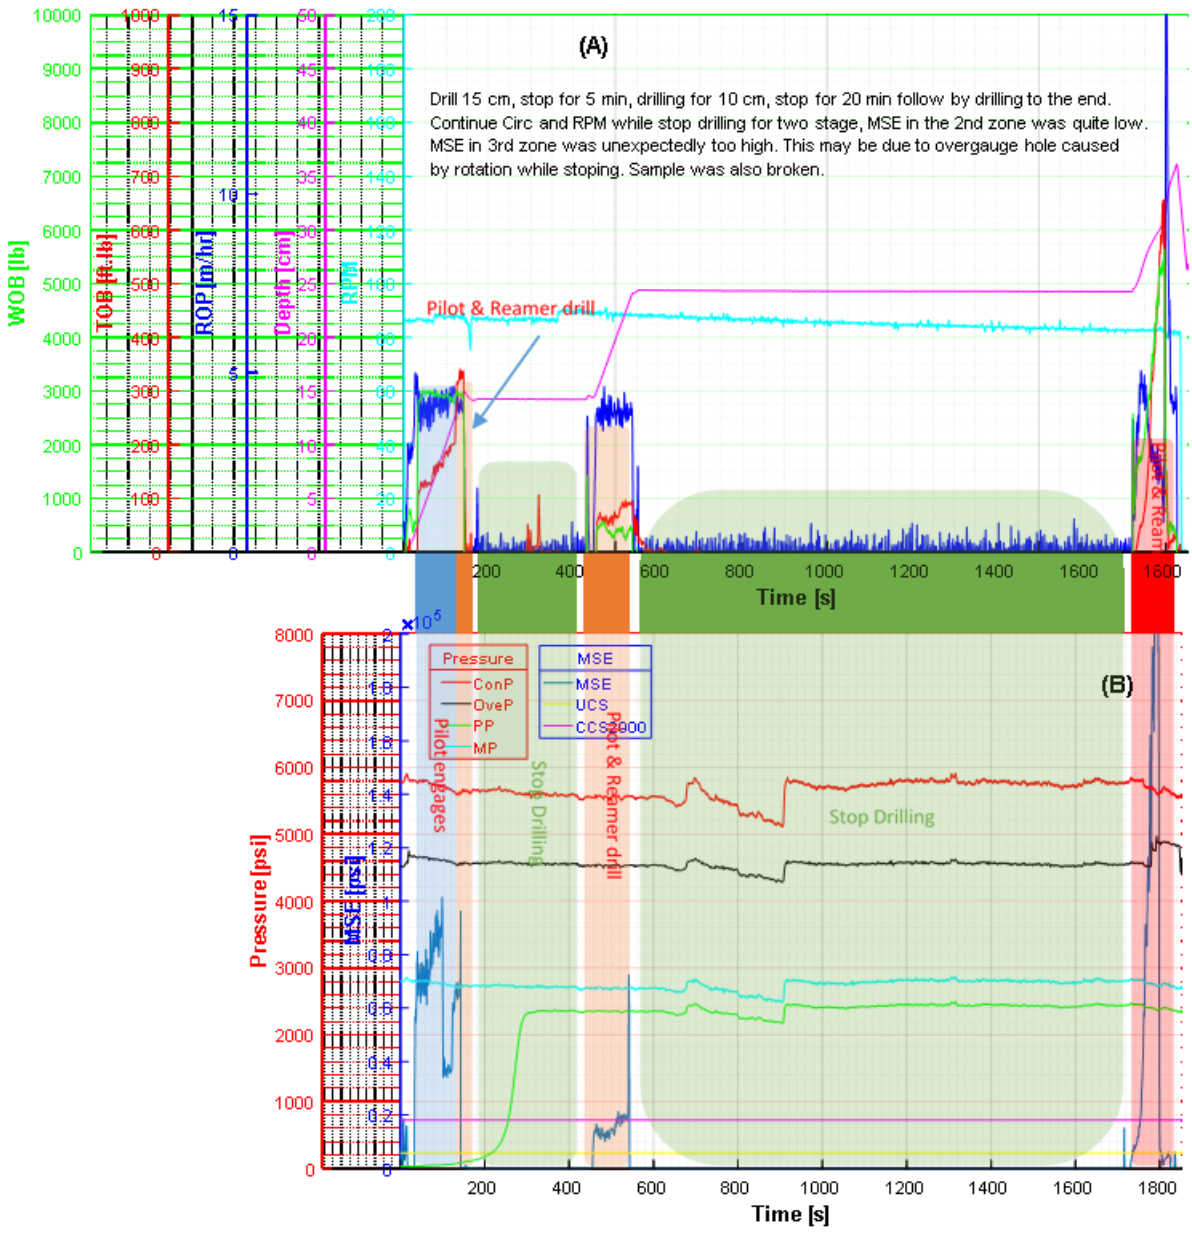 10000 1000 15 50 200
(A)
9000 900 45 180
Drill 15 cm, stop for 5 min, drilling for 10 cm, stop for 20 min follow by drilling to the end.
8000 800 40 160
Continue Circ and RPM while stop drilling for two stage, MSE in the 2nd zone was quite low.
MSE in 3rd zone was unexpectedly too high. This may be due to overgauge hole caused
by rotation while stoping. Sample was also broken.
7000 700 10 35 140
6000 600 30 120
WOB [lb]
TOB [ft.lb]
ROP [m/hr]
Depth [cm]
RPM
5000 500 25 100
Pilot & Reamer drill
4000 400 20 80
3000 300 5 15 60
2000 200 10 40
Pilot & Ream
1000 100 5 20
0 0 0 0 0
200 400 600 800 1000 1200 1400 1600 1800
Time [s]
×10^5
8000 2
Pressure
ConP
OveP
PP
MP
MSE
MSE
UCS
CCS2000
(B)
7000 1.8
1.6
6000 1.4
Pilot engages
Stop Drilling
Pilot & Reamer drill
Stop Drilling
5000 1.2
Pressure [psi]
MSE [psi]
4000 1
3000 0.8
2000 0.6
0.4
1000 0.2
0 0
200 400 600 800 1000 1200 1400 1600 1800
Time [s]